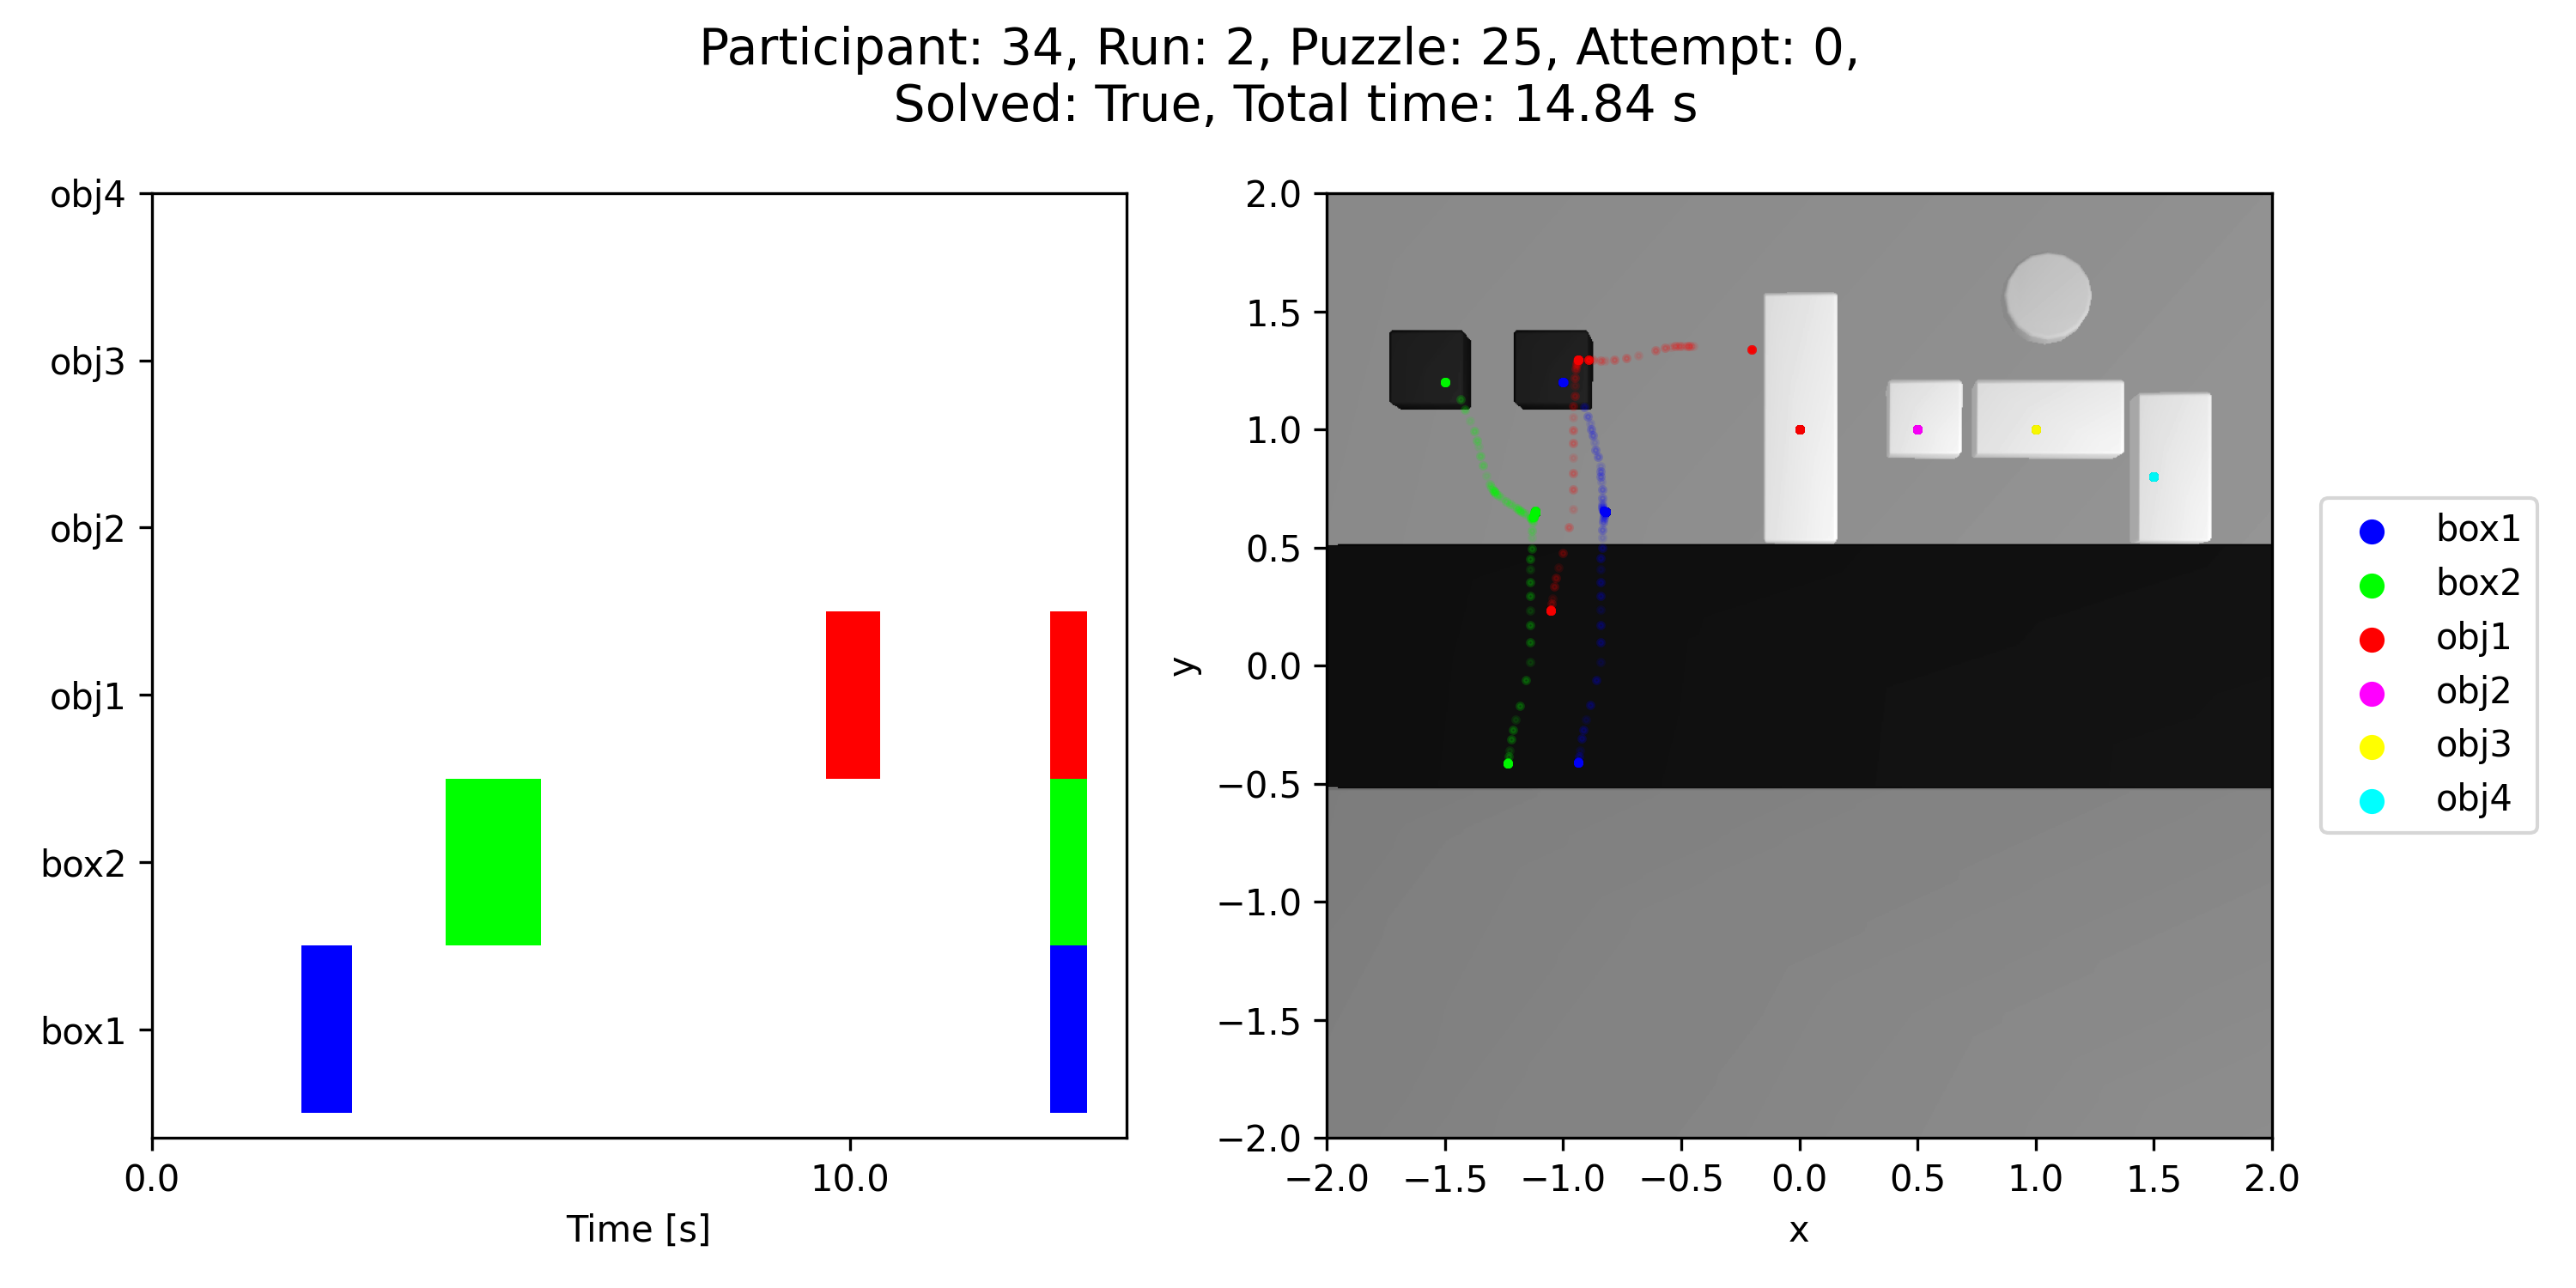 Participant: 34, Run: 2, Puzzle: 25, Attempt: 0,
Solved: True, Total time: 14.84 s
obj4
obj3
obj2
obj1
box2
box1
0.0
10.0
Time [s]
2.0
1.5
1.0
0.5
0.0
−0.5
−1.0
−1.5
−2.0
y
−2.0
−1.5
−1.0
−0.5
0.0
0.5
1.0
1.5
2.0
x
box1
box2
obj1
obj2
obj3
obj4